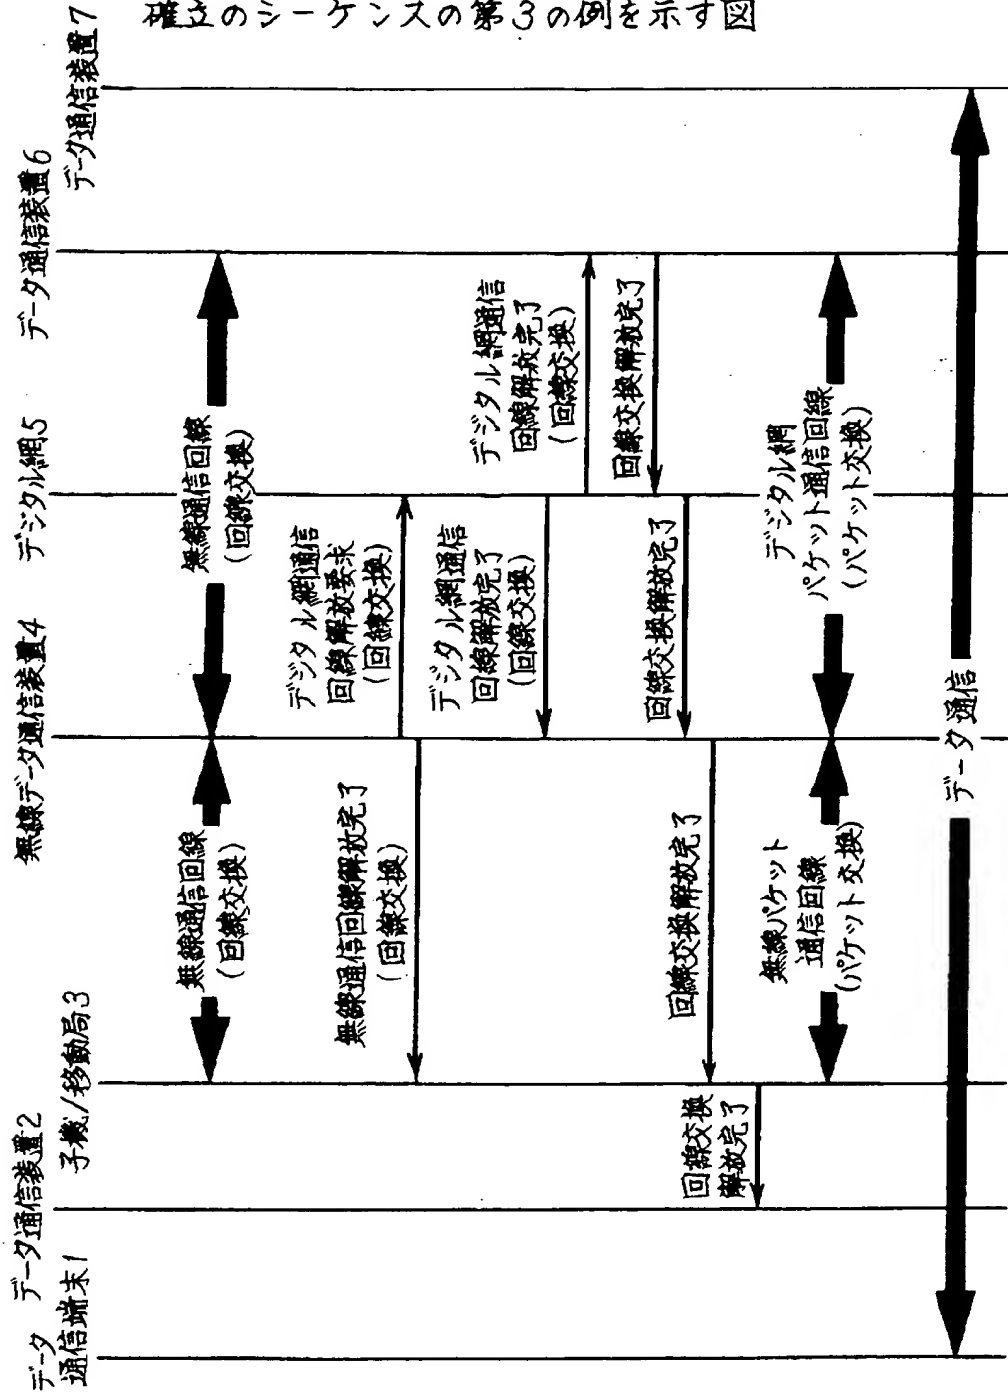 確立のシーケンスの第3の例を示す図
データ
通信端末1
データ通信装置2
子機/移動局3
無線データ通信装置4
デジタル網5
データ通信装置6
データ通信装置7
無線通信回線
(回線交換)
無線通信回線
(回線交換)
デジタル網通信
回線解放要求
(回線交換)
無線通信回線解放完了
(回線交換)
デジタル網通信
回線解放完了
(回線交換)
デジタル網通信
回線解放完了
(回線交換)
回線交換解放完了
回線交換解放完了
回線交換解放完了
回線交換
解放完了
無線パケット
通信回線
(パケット交換)
デジタル網
パケット通信回線
(パケット交換)
データ通信